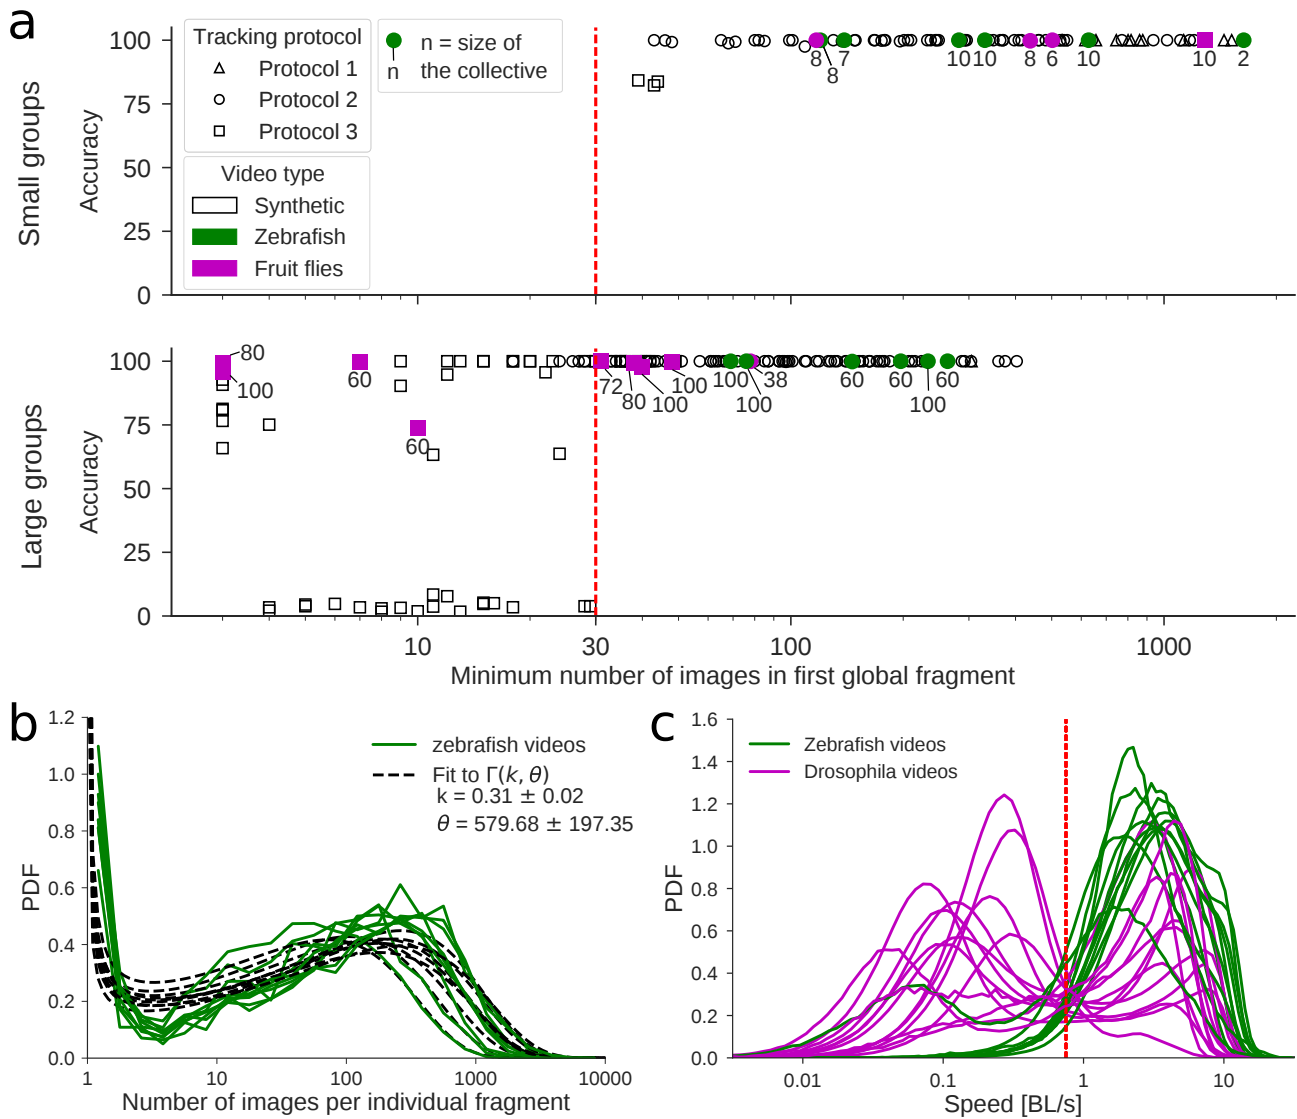 a
Small groups
Accuracy
100
75
50
25
0
Tracking protocol
Protocol 1
Protocol 2
Protocol 3
n
n = size of
the collective
Video type
Synthetic
Zebrafish
Fruit flies
8
8
7
10
10
8
6
10
10
2
Large groups
Accuracy
100
75
50
25
0
80
100
60
60
72
80
100
100
100
100
38
60
60
100
60
10
30
100
1000
Minimum number of images in first global fragment
b
PDF
1.2
1.0
0.8
0.6
0.4
0.2
0.0
zebrafish videos
Fit to Γ(k, θ)
k = 0.31 ± 0.02
θ = 579.68 ± 197.35
1
10
100
1000
10000
Number of images per individual fragment
c
PDF
1.6
1.4
1.2
1.0
0.8
0.6
0.4
0.2
0.0
Zebrafish videos
Drosophila videos
0.01
0.1
1
10
Speed [BL/s]